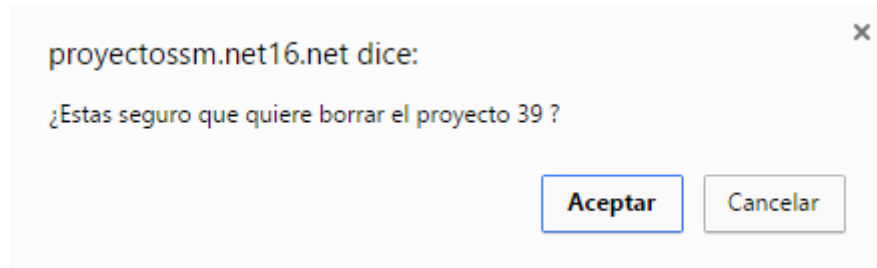 proyectossm.net16.net dice:
¿Estas seguro que quiere borrar el proyecto 39 ?
Aceptar Cancelar